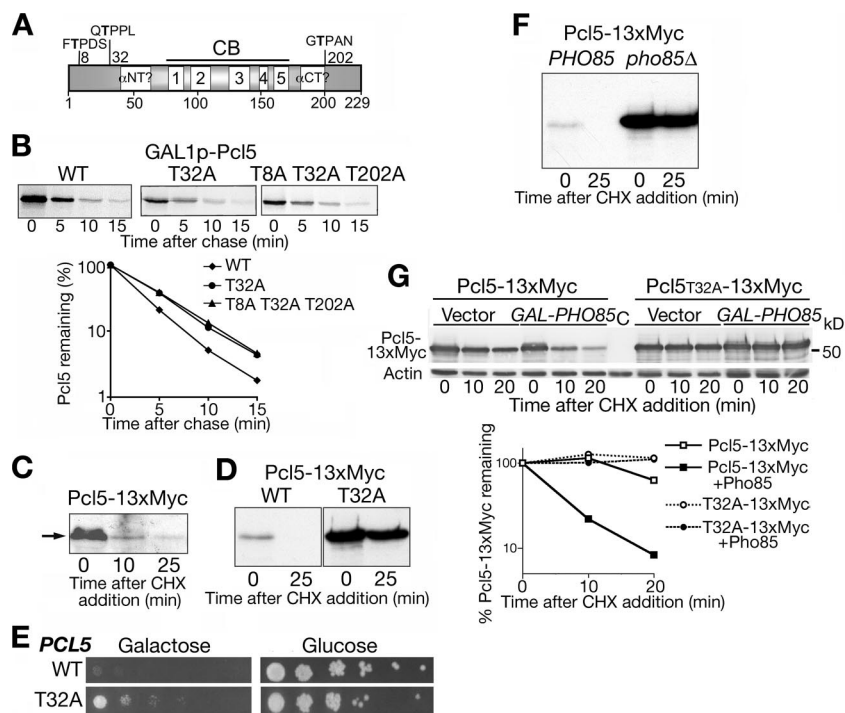 A
QTPPL
FTPDS
GTPAN
8
32
CB
202
αNT?
1 2 3 4 5
αCT?
1 50 100 150 200 229
B
GAL1p-Pcl5
WT T32A T8A T32A T202A
0 5 10 15 0 5 10 15 0 5 10 15
Time after chase (min)
Pcl5 remaining (%)
100
10
1
WT
T32A
T8A T32A T202A
0 5 10 15
Time after chase (min)
C
Pcl5-13xMyc
0 10 25
Time after CHX
addition (min)
D
Pcl5-13xMyc
WT T32A
0 25 0 25
Time after CHX addition (min)
E
PCL5 Galactose Glucose
WT
T32A
F
Pcl5-13xMyc
PHO85 pho85Δ
0 25 0 25
Time after CHX addition (min)
G
Pcl5-13xMyc Pcl5T32A-13xMyc
Vector GAL-PHO85 C Vector GAL-PHO85 kD
Pcl5-
13xMyc
50
Actin
0 10 20 0 10 20 0 10 20 0 10 20
Time after CHX addition (min)
% Pcl5-13xMyc remaining
100
10
Pcl5-13xMyc
Pcl5-13xMyc
+Pho85
T32A-13xMyc
T32A-13xMyc
+Pho85
0 10 20
Time after CHX addition (min)